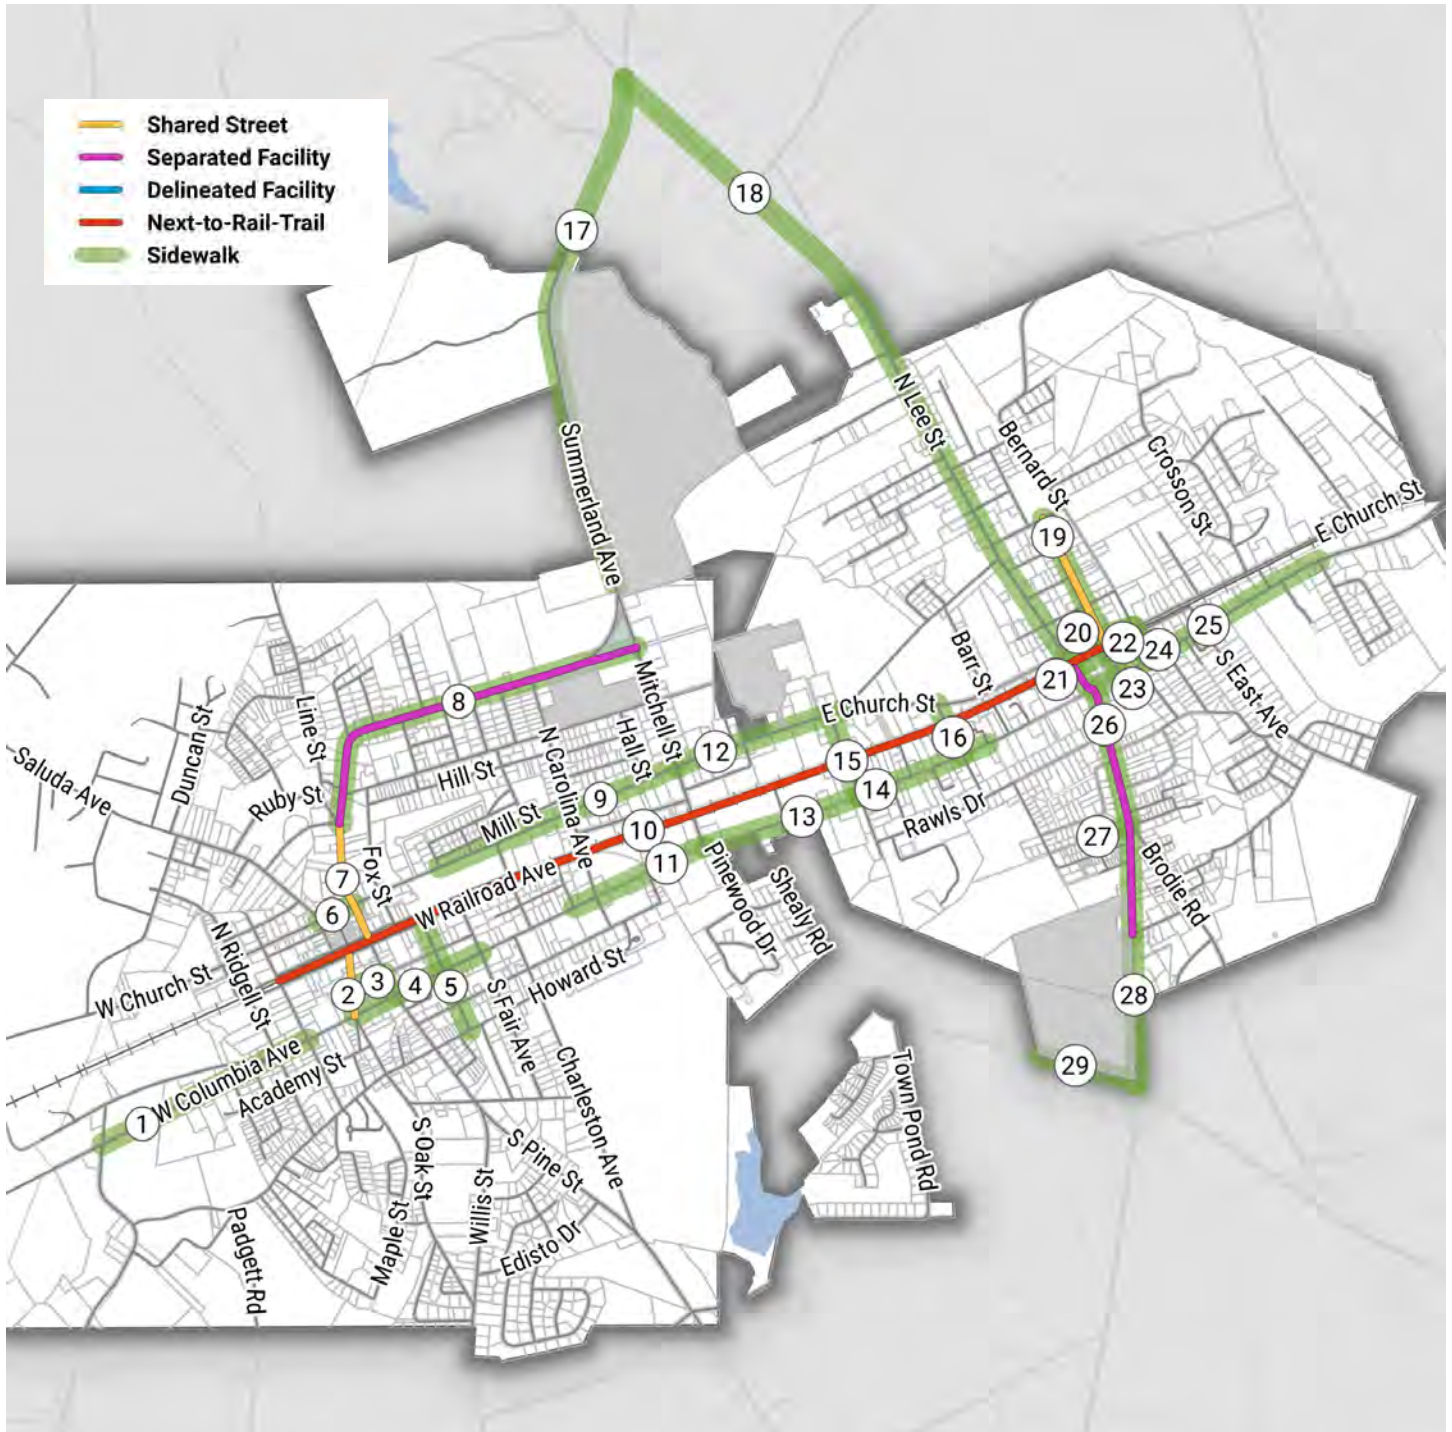 Shared Street
Separated Facility
Delineated Facility
Next-to-Rail-Trail
Sidewalk
18
17
N Lee St
Bernard St
Crosson St
E Church St
Summerland Ave
19
20
22
24
25
21
23
S East Ave
26
Barr St
Mitchell St
E Church St
16
15
14
13
12
Hall St
N Carolina Ave
8
Line St
Duncan St
Saluda Ave
Ruby St
Hill St
Mill St
9
10
11
Rawls Dr
27
Brodie Rd
28
29
Pinewood Dr
Shealy Rd
Fox St
7
6
W Railroad Ave
N Ridgell St
W Church St
2
3
4
5
S Fair Ave
Howard St
W Columbia Ave
1
Academy St
Charleston Ave
S Pine St
Town Pond Rd
S Oak St
Willis St
Maple St
Edisto Dr
Padgett Rd